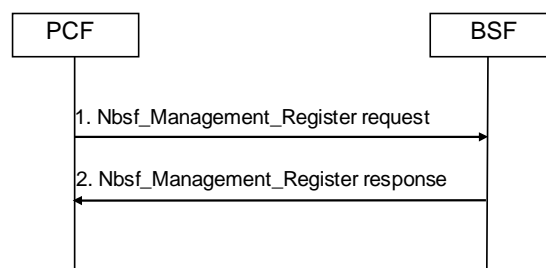 PCF
BSF
1. Nbsf_Management_Register request
2. Nbsf_Management_Register response